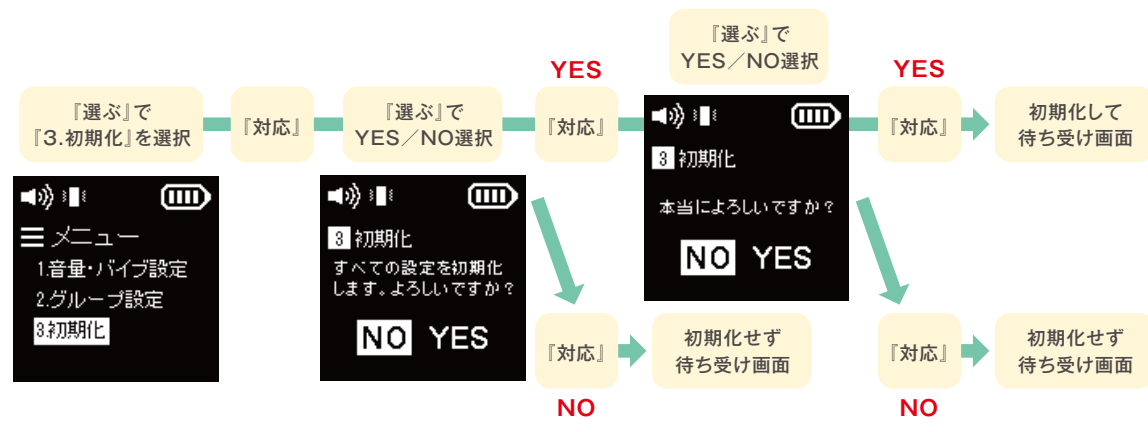 『選ぶ』で
『3.初期化』を選択
『対応』
『選ぶ』で
YES／NO選択
YES
『対応』
『選ぶ』で
YES／NO選択
YES
『対応』
初期化して
待ち受け画面
メニュー
1.音量・バイブ設定
2.グループ設定
3.初期化
3 初期化
すべての設定を初期化
します。よろしいですか？
NO YES
3 初期化
本当によろしいですか？
NO YES
『対応』
NO
初期化せず
待ち受け画面
『対応』
NO
初期化せず
待ち受け画面